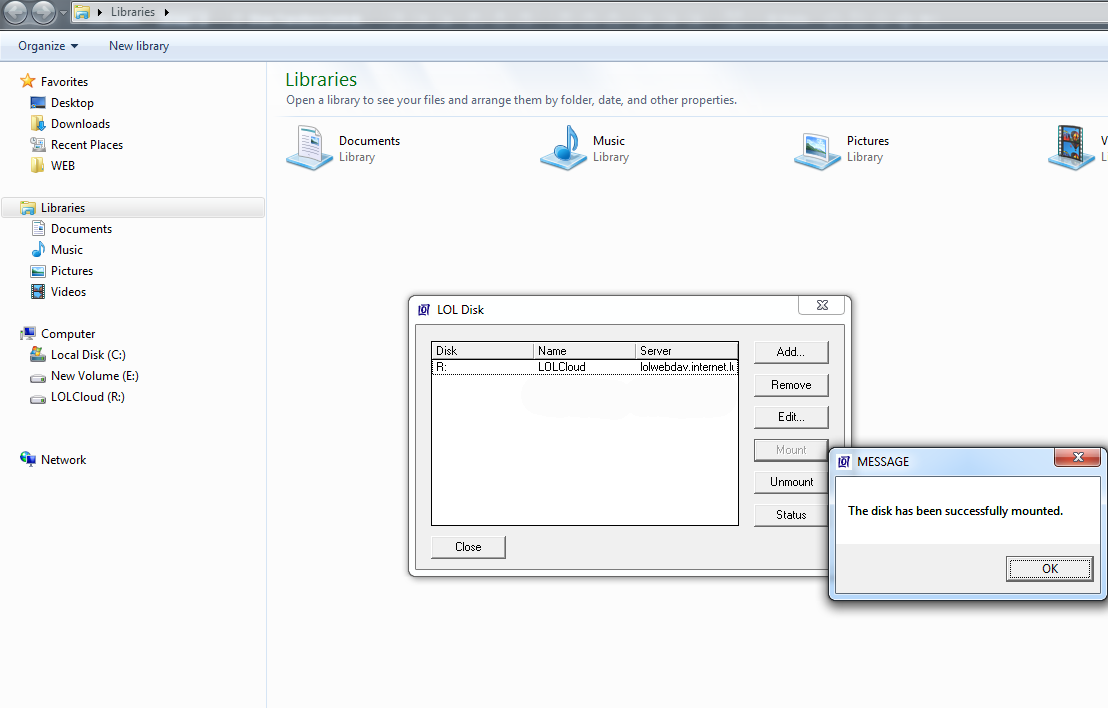 Libraries
Organize
New library
Favorites
Desktop
Downloads
Recent Places
WEB
Libraries
Documents
Music
Pictures
Videos
Computer
Local Disk (C:)
New Volume (E:)
LOLCloud (R:)
Network
Libraries
Open a library to see your files and arrange them by folder, date, and other properties.
Documents
Library
Music
Library
Pictures
Library
V
L
LOL Disk
Disk Name Server
R: LOLCloud lolwebdav.internet.lu
Add...
Remove
Edit...
Mount
Unmount
Status
Close
MESSAGE
The disk has been successfully mounted.
OK